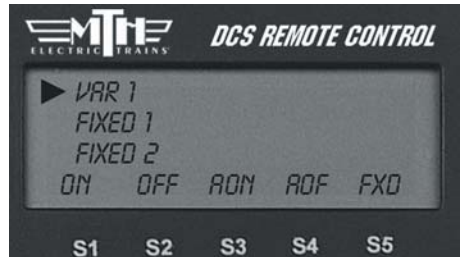 MTH
ELECTRIC TRAINS
DCS REMOTE CONTROL
VAR 1
FIXED 1
FIXED 2
ON OFF AON AOF FXD
S1 S2 S3 S4 S5